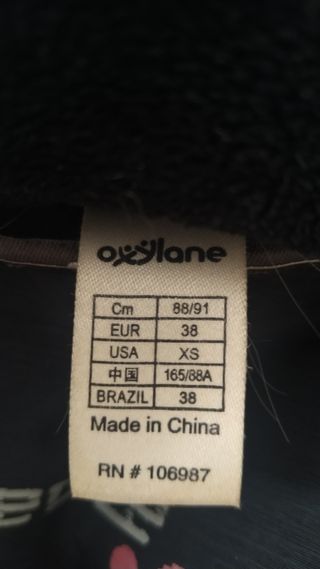 oxylane
Cm 88/91
EUR 38
USA XS
中国 165/88A
BRAZIL 38
Made in China
RN # 106987